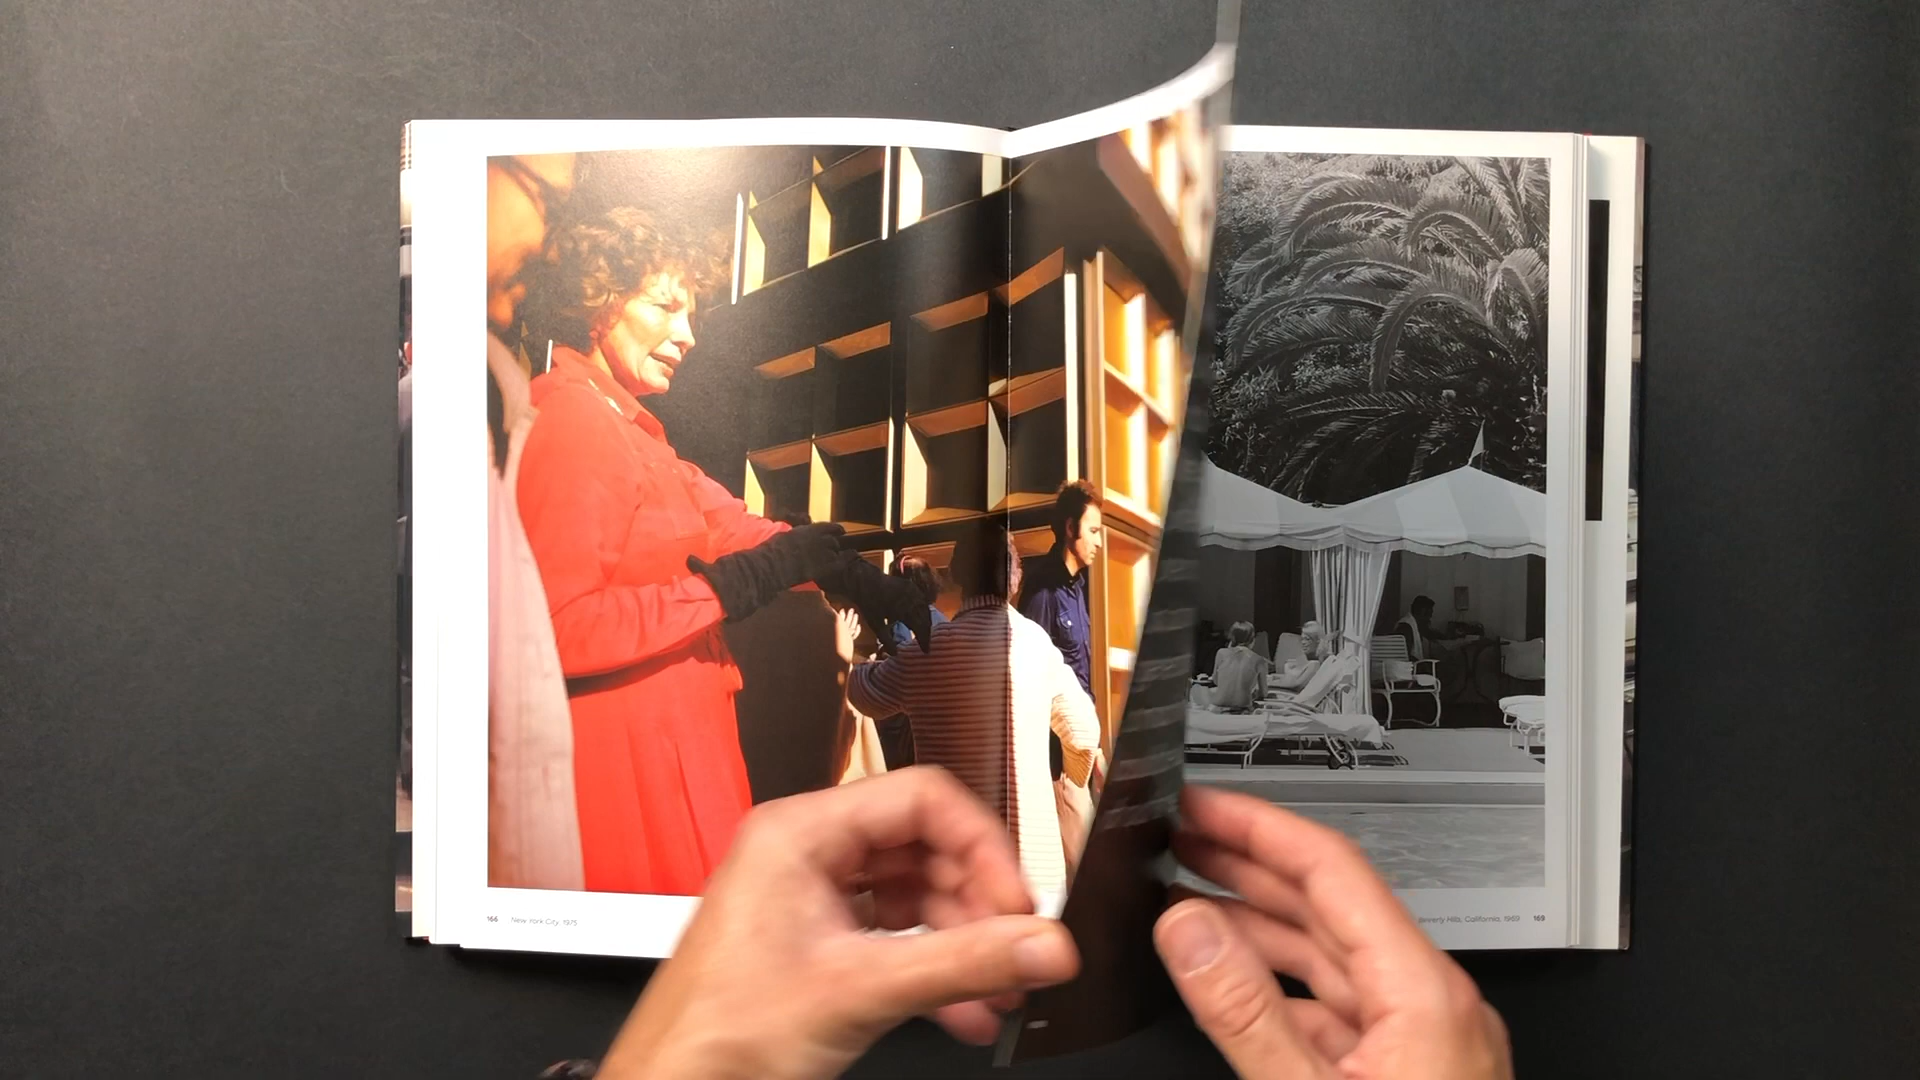 166 New York City, 1975
Beverly Hills, California, 1969 169